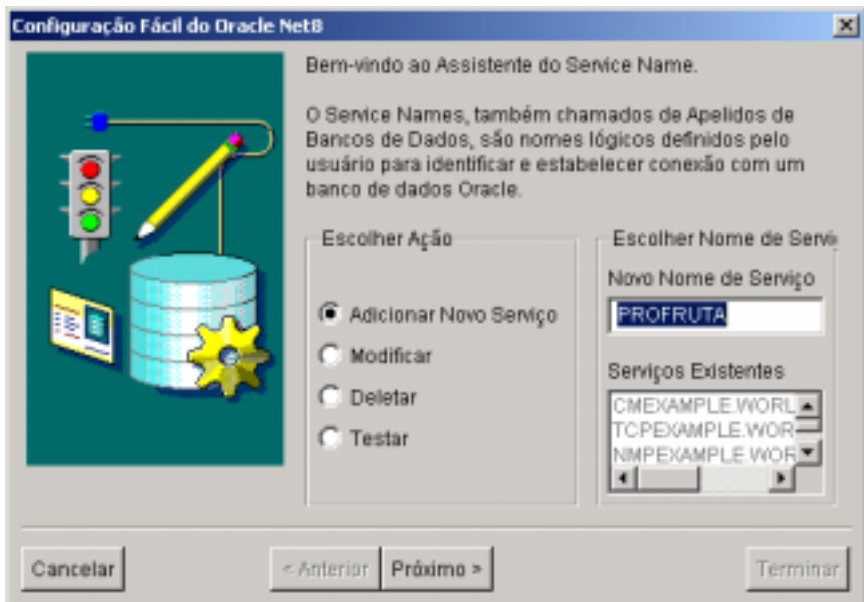 Configuração Fácil do Oracle Net8
Bem-vindo ao Assistente do Service Name.
O Service Names, também chamados de Apelidos de
Bancos de Dados, são nomes lógicos definidos pelo
usuário para identificar e estabelecer conexão com um
banco de dados Oracle.
Escolher Ação
Adicionar Novo Serviço
Modificar
Deletar
Testar
Escolher Nome de Servi
Novo Nome de Serviço
PROFRUTA
Serviços Existentes
CMEXAMPLE.WORL
TCPEXAMPLE.WOR
NMPEXAMPLE.WOR
Cancelar
< Anterior
Próximo >
Terminar